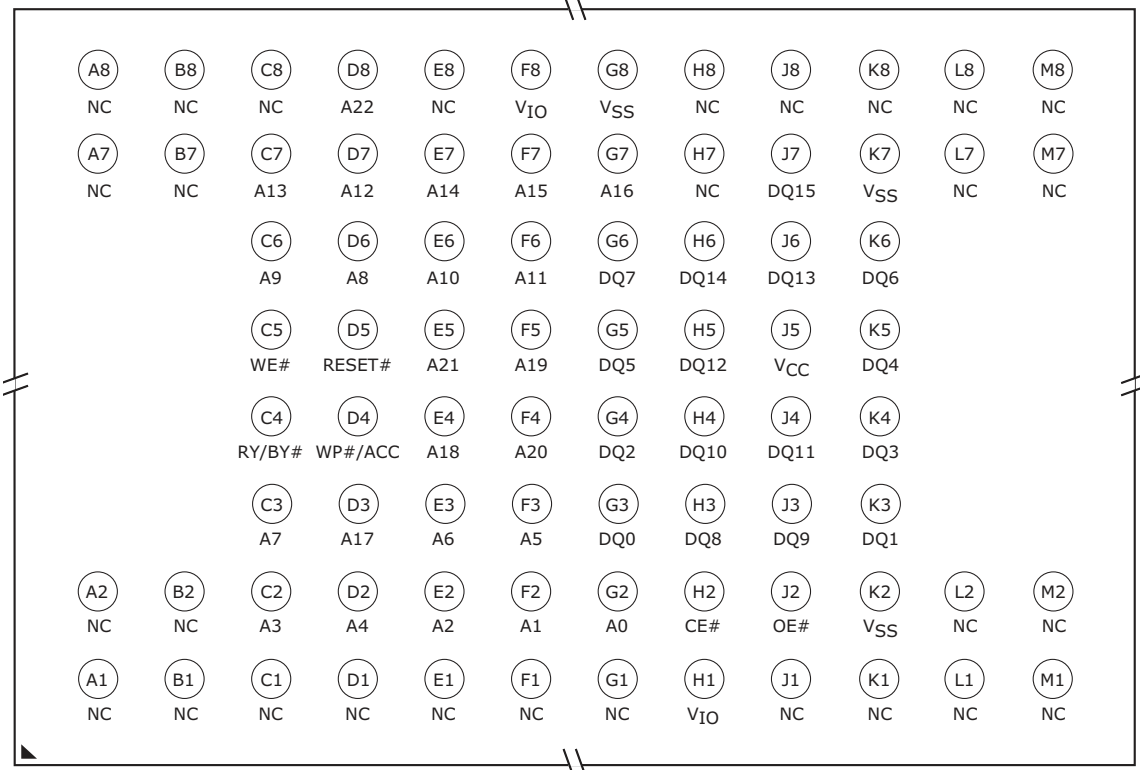 A8 B8 C8 D8 E8 F8 G8 H8 J8 K8 L8 M8
NC NC NC A22 NC VIO VSS NC NC NC NC NC
A7 B7 C7 D7 E7 F7 G7 H7 J7 K7 L7 M7
NC NC A13 A12 A14 A15 A16 NC DQ15 VSS NC NC
C6 D6 E6 F6 G6 H6 J6 K6
A9 A8 A10 A11 DQ7 DQ14 DQ13 DQ6
C5 D5 E5 F5 G5 H5 J5 K5
WE# RESET# A21 A19 DQ5 DQ12 VCC DQ4
C4 D4 E4 F4 G4 H4 J4 K4
RY/BY# WP#/ACC A18 A20 DQ2 DQ10 DQ11 DQ3
C3 D3 E3 F3 G3 H3 J3 K3
A7 A17 A6 A5 DQ0 DQ8 DQ9 DQ1
A2 B2 C2 D2 E2 F2 G2 H2 J2 K2 L2 M2
NC NC A3 A4 A2 A1 A0 CE# OE# VSS NC NC
A1 B1 C1 D1 E1 F1 G1 H1 J1 K1 L1 M1
NC NC NC NC NC NC NC VIO NC NC NC NC